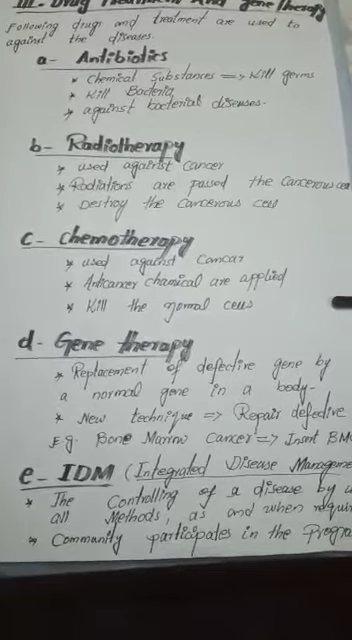 III- Drug Treatment And gene therapy
Following drugs and treatment are used to
against the diseases.
a- Antibiotics
* Chemical Substances => Kill germs
* Kill Bacteria
* against bacterial diseases.
b- Radiotherapy
* used against cancer
* Radiations are passed the Cancerous
* Destroy the Carcerous cell
c- Chemotherapy
* used against Cancar
* Anticancer chemical are applied
* Kill the normal cells
d- Gene therapy
* Replacement of defective gene by
a normal gene in a body-
* New technique => Repair defective
E.g. Bone Marrow Cancer => Insert BM
e- IDM (Integrated Disease Manageme
* The Controlling of a disease by
all Methods, as and when requir
* Community participates in the Progra